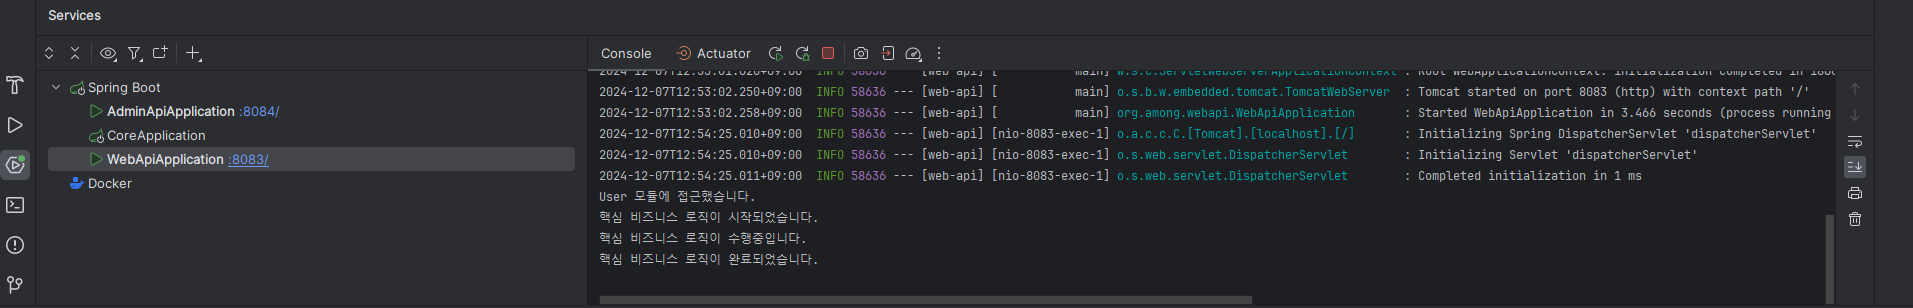 Services
Console
Actuator
Spring Boot
AdminApiApplication :8084/
CoreApplication
WebApiApplication :8083/
Docker
2024-12-07T12:53:01.620+09:00  INFO 58636 --- [web-api] [           main] w.s.c.ServletWebServerApplicationContext : Root WebApplicationContext: initialization completed in
2024-12-07T12:53:02.250+09:00  INFO 58636 --- [web-api] [           main] o.s.b.w.embedded.tomcat.TomcatWebServer  : Tomcat started on port 8083 (http) with context path '/'
2024-12-07T12:53:02.258+09:00  INFO 58636 --- [web-api] [           main] org.among.webapi.WebApiApplication       : Started WebApiApplication in 3.466 seconds (process running
2024-12-07T12:54:25.010+09:00  INFO 58636 --- [web-api] [nio-8083-exec-1] o.a.c.c.C.[Tomcat].[localhost].[/]       : Initializing Spring DispatcherServlet 'dispatcherServlet'
2024-12-07T12:54:25.010+09:00  INFO 58636 --- [web-api] [nio-8083-exec-1] o.s.web.servlet.DispatcherServlet        : Initializing Servlet 'dispatcherServlet'
2024-12-07T12:54:25.011+09:00  INFO 58636 --- [web-api] [nio-8083-exec-1] o.s.web.servlet.DispatcherServlet        : Completed initialization in 1 ms
User 모듈에 접근했습니다.
핵심 비즈니스 로직이 시작되었습니다.
핵심 비즈니스 로직이 수행중입니다.
핵심 비즈니스 로직이 완료되었습니다.